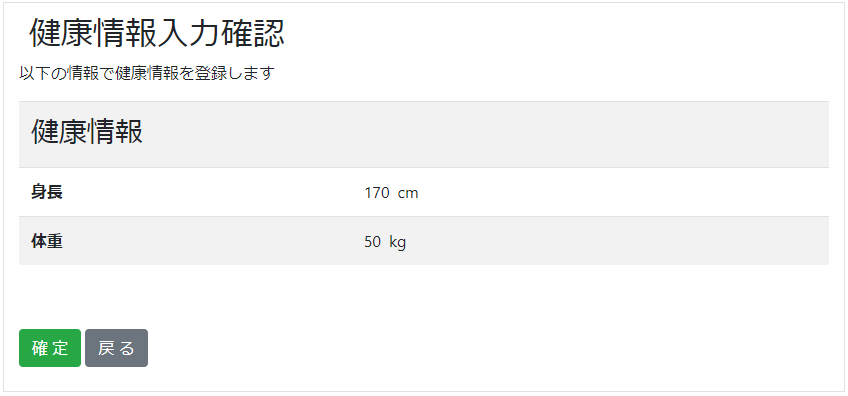 健康情報入力確認
以下の情報で健康情報を登録します
健康情報
身長 170 cm
体重 50 kg
確 定 戻 る